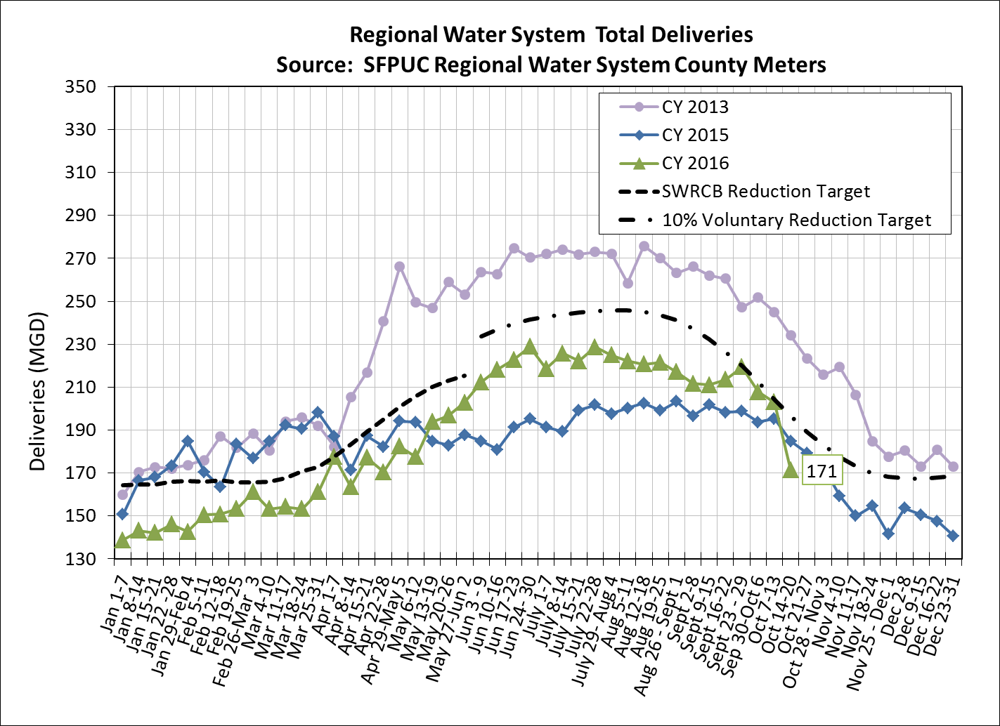 Regional Water System  Total Deliveries
Source:  SFPUC Regional Water System County Meters
CY 2013
CY 2015
CY 2016
SWRCB Reduction Target
10% Voluntary Reduction Target
Deliveries (MGD)
350
330
310
290
270
250
230
210
190
170
150
130
171
Jan 1-7
Jan 8-14
Jan 15-21
Jan 22 -28
Jan 29-Feb 4
Feb 5-11
Feb 12-18
Feb 19-25
Feb 26-Mar 3
Mar 4-10
Mar 11-17
Mar 18-24
Mar 25-31
Apr 1-7
Apr 8-14
Apr 15-21
Apr 22-28
Apr 29-May 5
May 6-12
May 13-19
May 20-26
May 27-Jun 2
Jun 3 - 9
Jun 10-16
Jun 17-23
Jun 24- 30
July 1-7
July 8-14
July 15-21
July 22-28
July 29- Aug 4
Aug 5-11
Aug 12-18
Aug 19-25
Aug 26 - Sept 1
Sept 2-8
Sept 9-15
Sept 16-22
Sept 23 - 29
Sep 30-Oct 6
Oct 7-13
Oct 14-20
Oct 21-27
Oct 28 - Nov 3
Nov 4-10
Nov 11-17
Nov 18-24
Nov 25 - Dec 1
Dec 2-8
Dec 9-15
Dec 16-22
Dec 23-31